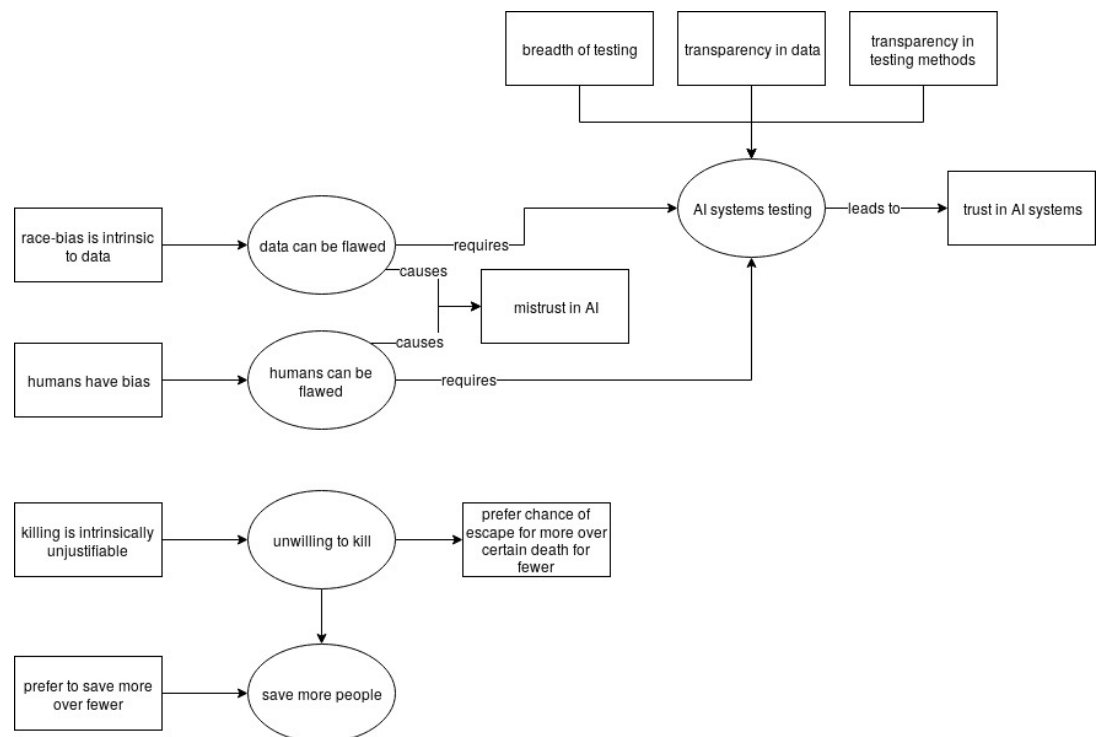 breadth of testing
transparency in data
transparency in
testing methods
AI systems testing
leads to
trust in AI systems
race-bias is intrinsic
to data
data can be flawed
requires
causes
mistrust in AI
causes
humans have bias
humans can be
flawed
requires
killing is intrinsically
unjustifiable
unwilling to kill
prefer chance of
escape for more over
certain death for
fewer
prefer to save more
over fewer
save more people